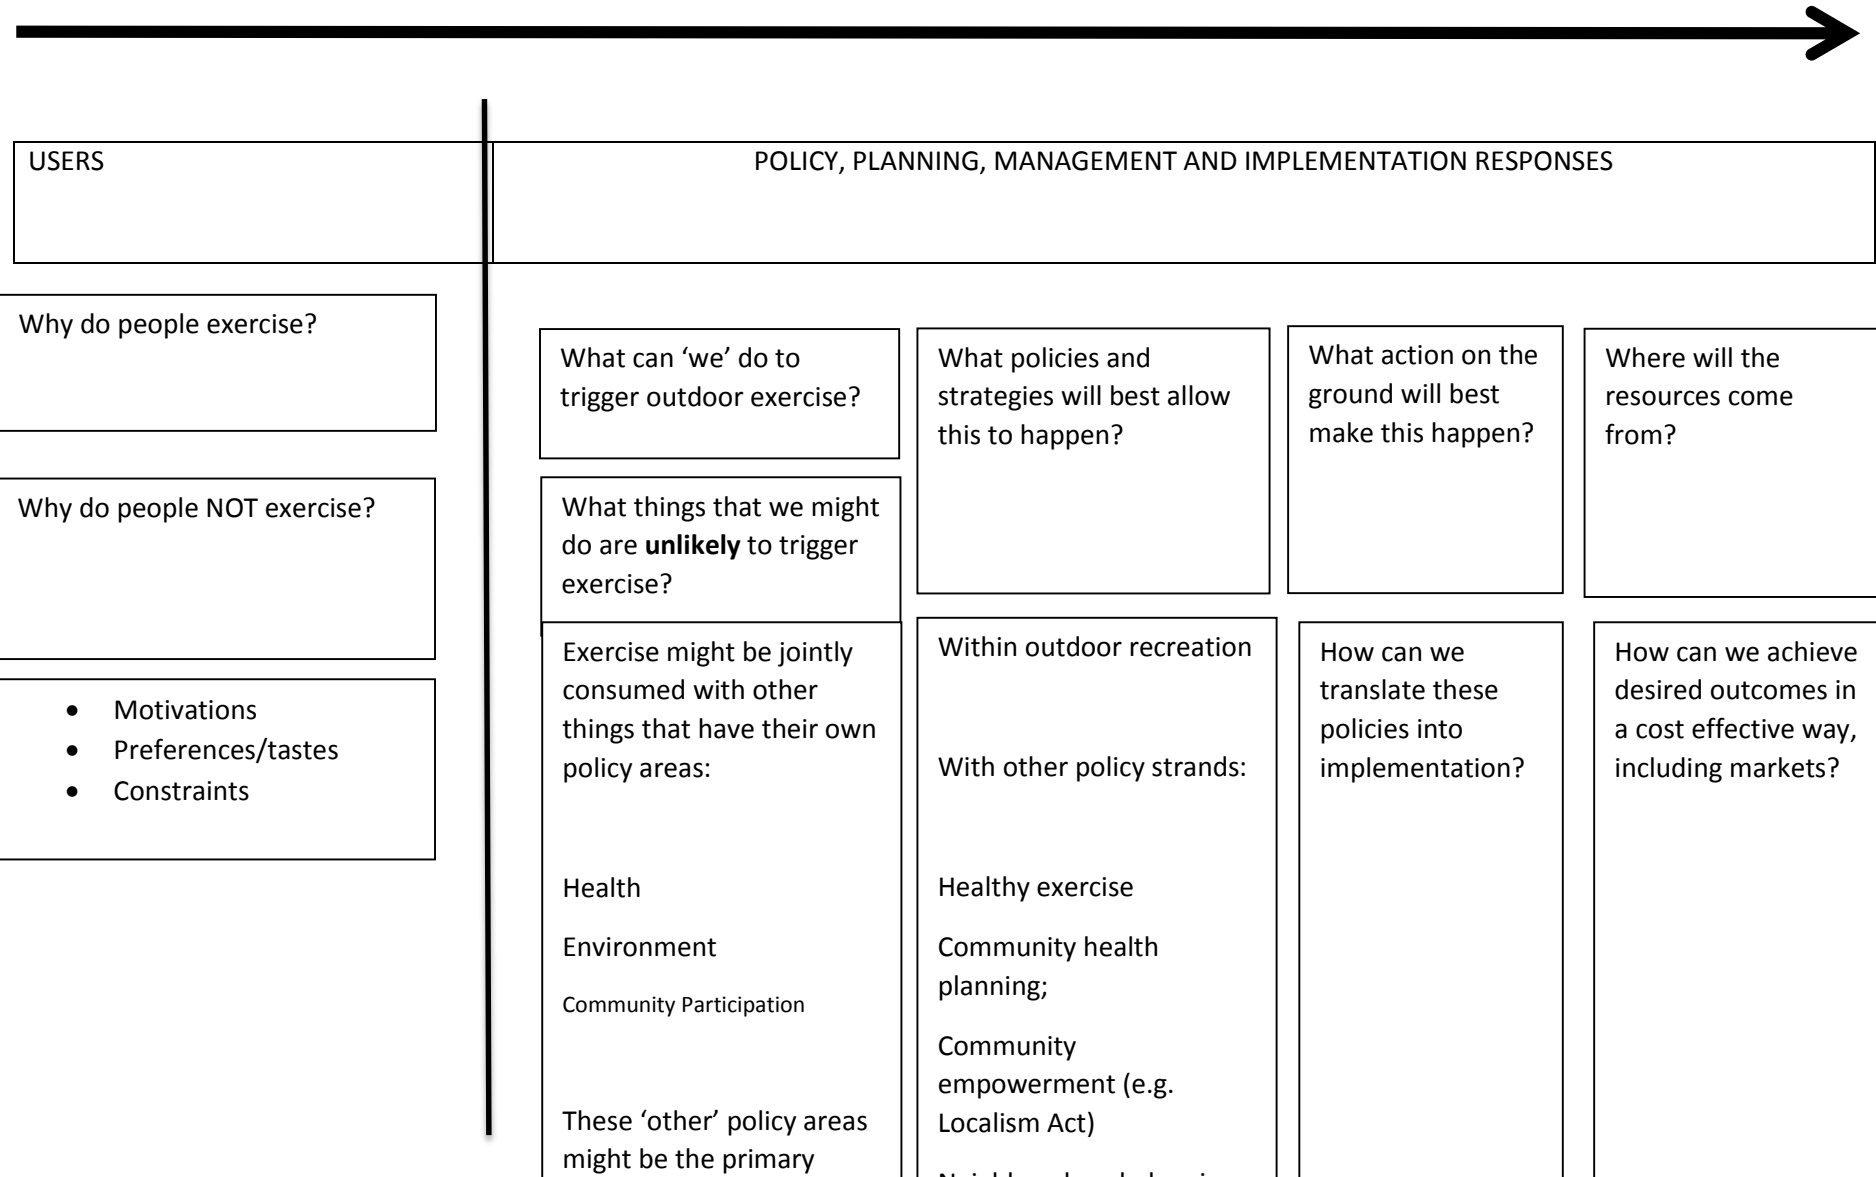 USERS
POLICY, PLANNING, MANAGEMENT AND IMPLEMENTATION RESPONSES
Why do people exercise?
Why do people NOT exercise?
• Motivations
• Preferences/tastes
• Constraints
What can ‘we’ do to
trigger outdoor exercise?
What things that we might
do are unlikely to trigger
exercise?
Exercise might be jointly
consumed with other
things that have their own
policy areas:
Health
Environment
Community Participation
These ‘other’ policy areas
might be the primary
What policies and
strategies will best allow
this to happen?
Within outdoor recreation
With other policy strands:
Healthy exercise
Community health
planning;
Community
empowerment (e.g.
Localism Act)
What action on the
ground will best
make this happen?
How can we
translate these
policies into
implementation?
Where will the
resources come
from?
How can we achieve
desired outcomes in
a cost effective way,
including markets?